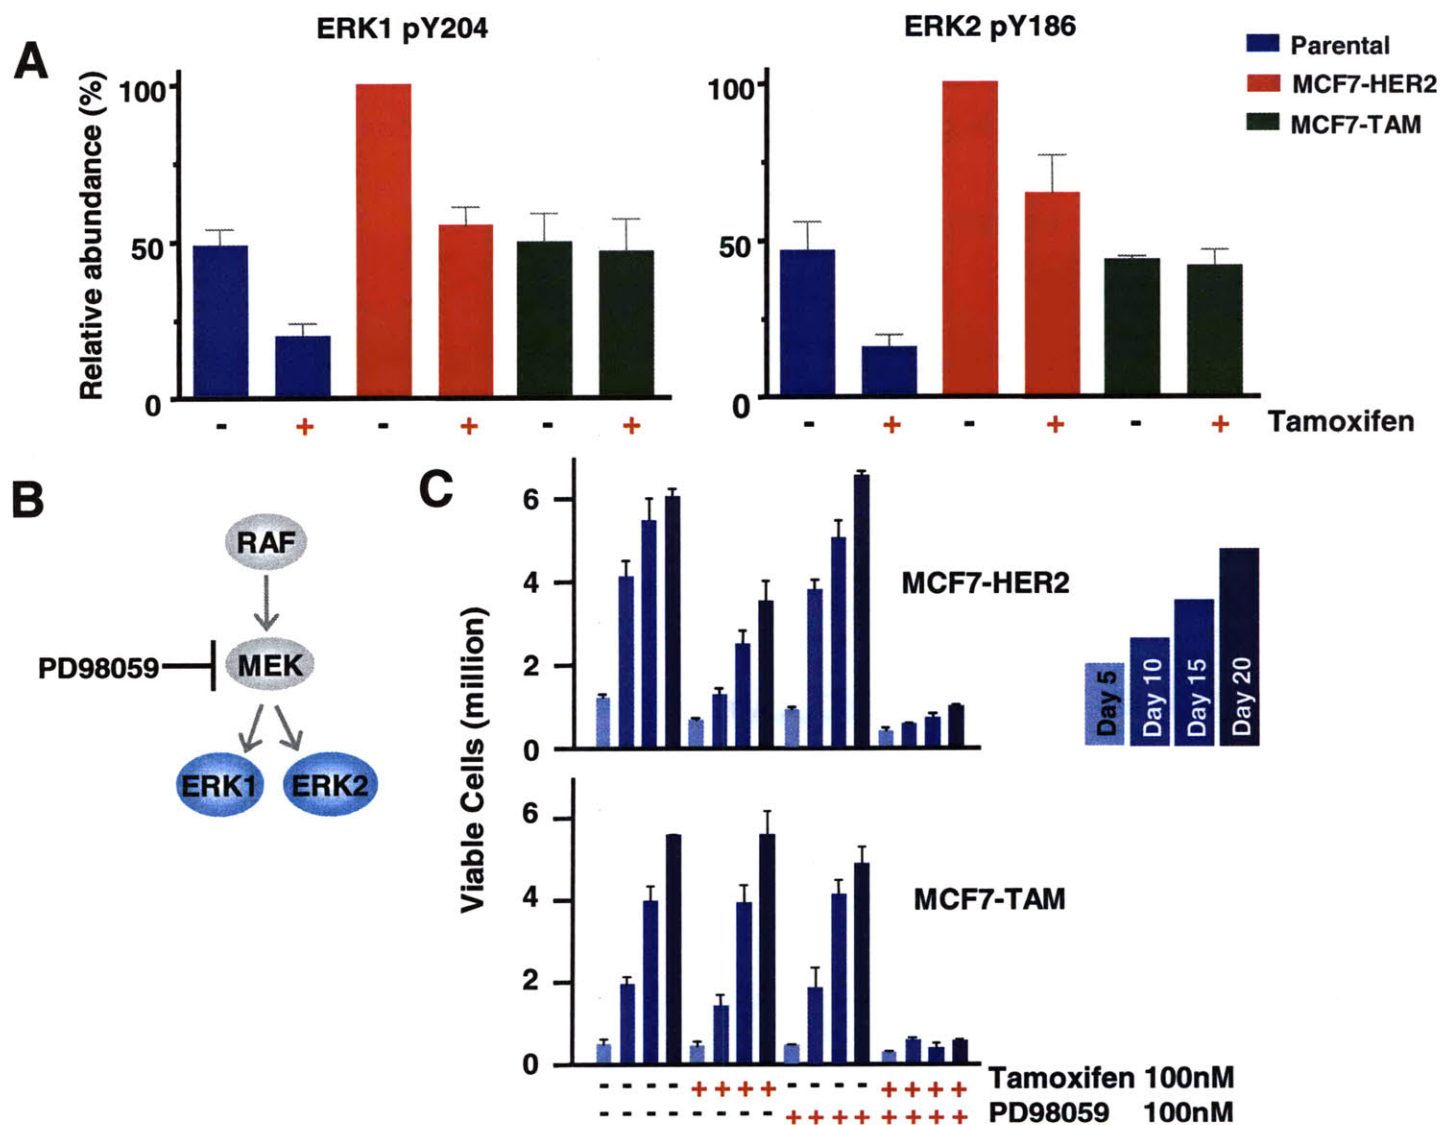 A
ERK1 pY204
ERK2 pY186
Parental
MCF7-HER2
MCF7-TAM
Relative abundance (%)
100
50
0
100
50
0
- + - + - +
- + - + - +
Tamoxifen
B
RAF
PD98059
MEK
ERK1
ERK2
C
Viable Cells (million)
6
4
2
0
MCF7-HER2
Day 5
Day 10
Day 15
Day 20
6
4
2
0
MCF7-TAM
- - - - + + + + - - - - + + + + Tamoxifen 100nM
- - - - - - - - + + + + + + + + PD98059 100nM